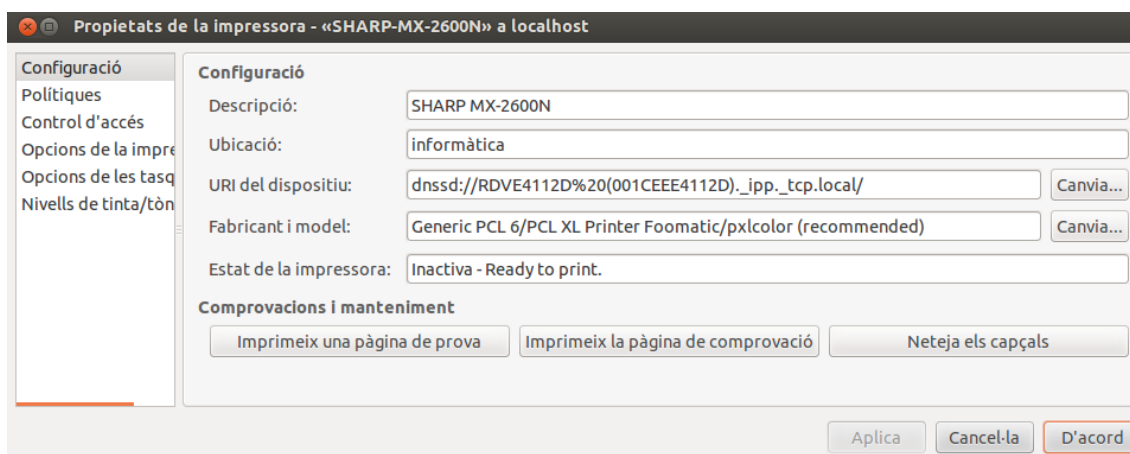 Propietats de la impressora - «SHARP-MX-2600N» a localhost
Configuració
Polítiques
Control d'accés
Opcions de la impre
Opcions de les tasq
Nivells de tinta/tòn
Configuració
Descripció: SHARP MX-2600N
Ubicació: informàtica
URI del dispositiu: dnssd://RDVE4112D%20(001CEEE4112D)._ipp._tcp.local/ Canvia...
Fabricant i model: Generic PCL 6/PCL XL Printer Foomatic/pxlcolor (recommended) Canvia...
Estat de la impressora: Inactiva - Ready to print.
Comprovacions i manteniment
Imprimeix una pàgina de prova Imprimeix la pàgina de comprovació Neteja els capçals
Aplica Cancel·la D'acord